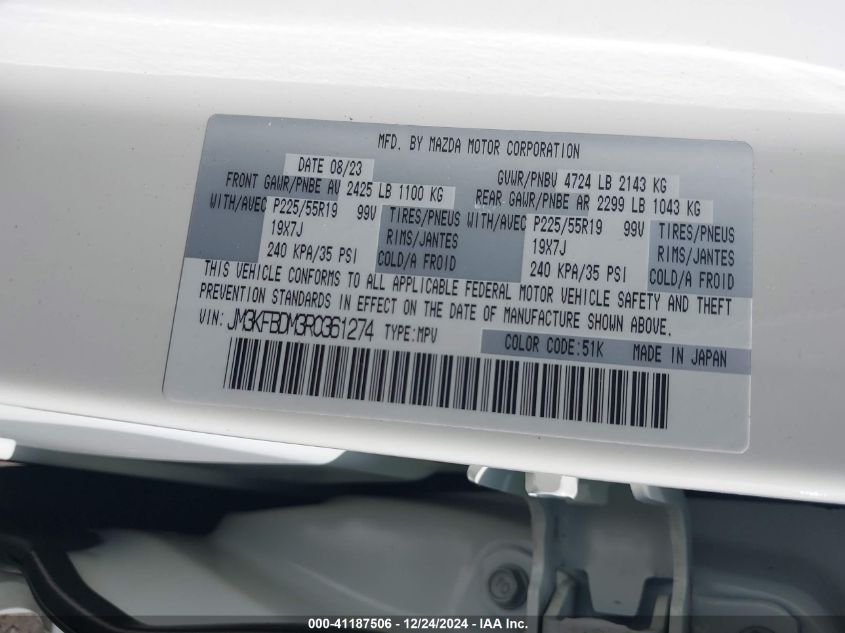 MFD. BY MAZDA MOTOR CORPORATION
DATE 08/23 GVWR/PNBV 4724 LB 2143 KG
FRONT GAWR/PNBE AV 2425 LB 1100 KG REAR GAWR/PNBE AR 2299 LB 1043 KG
WITH/AVEC P225/55R19 99V TIRES/PNEUS WITH/AVEC P225/55R19 99V TIRES/PNEUS
19X7J RIMS/JANTES 19X7J RIMS/JANTES
240 KPA/35 PSI COLD/A FROID 240 KPA/35 PSI COLD/A FROID
THIS VEHICLE CONFORMS TO ALL APPLICABLE FEDERAL MOTOR VEHICLE SAFETY AND THEFT
PREVENTION STANDARDS IN EFFECT ON THE DATE OF MANUFACTURE SHOWN ABOVE.
VIN: JM3KFBDM3R0361274 TYPE:MPV
COLOR CODE:51K MADE IN JAPAN
000-41187506 - 12/24/2024 - IAA Inc.